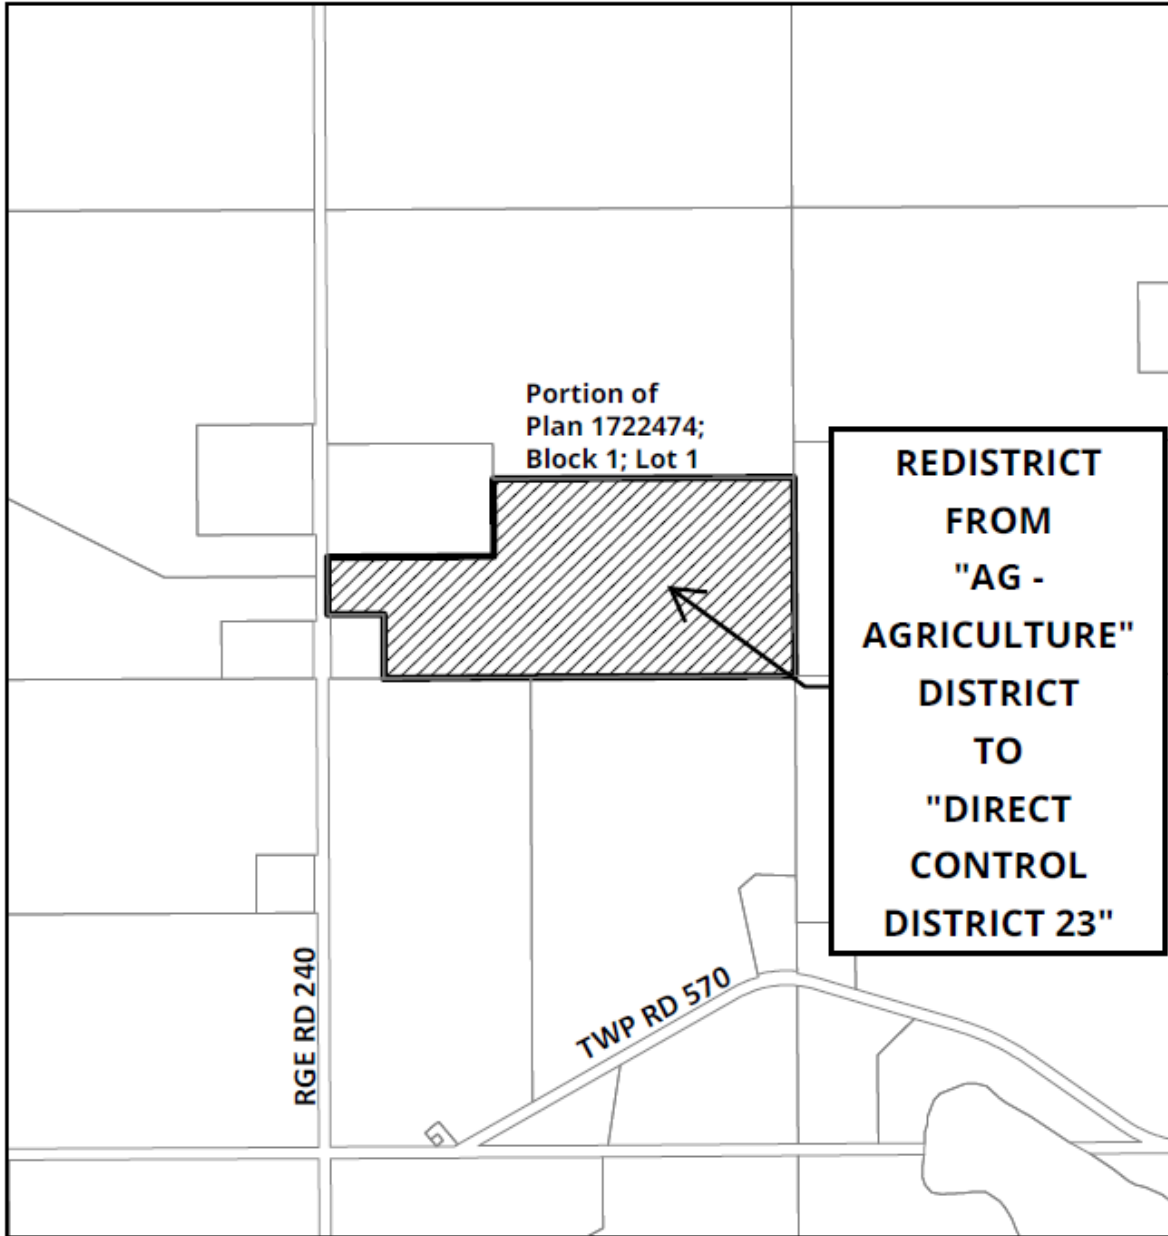 Portion of
Plan 1722474;
Block 1; Lot 1
REDISTRICT
FROM
"AG -
AGRICULTURE"
DISTRICT
TO
"DIRECT
CONTROL
DISTRICT 23"
RGE RD 240
TWP RD 570